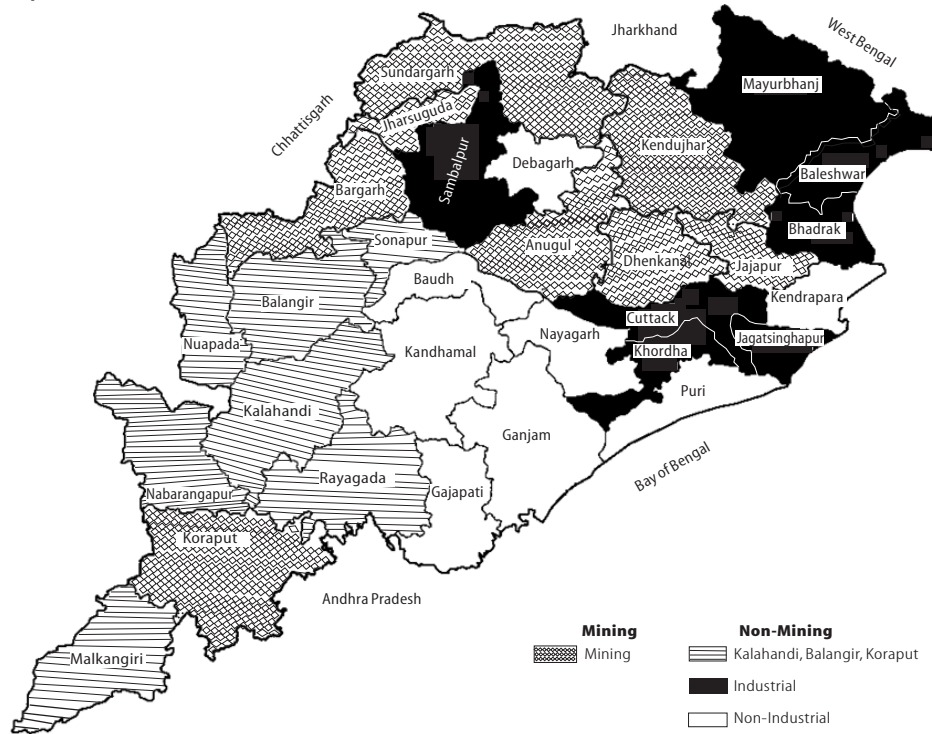 Jharkhand
West Bengal
Sundargarh
Mayurbhanj
Chhattisgarh
Jharsuguda
Kendujhar
Sambalpur
Debagarh
Baleshwar
Bargarh
Bhadrak
Sonapur
Anugul
Dhenkanal
Jajapur
Baudh
Balangir
Kendrapara
Cuttack
Nayagarh
Jagatsinghapur
Nuapada
Kandhamal
Khordha
Puri
Kalahandi
Ganjam
Bay of Bengal
Rayagada
Gajapati
Nabarangapur
Koraput
Andhra Pradesh
Malkangiri
Mining
Non-Mining
Mining
Kalahandi, Balangir, Koraput
Industrial
Non-Industrial